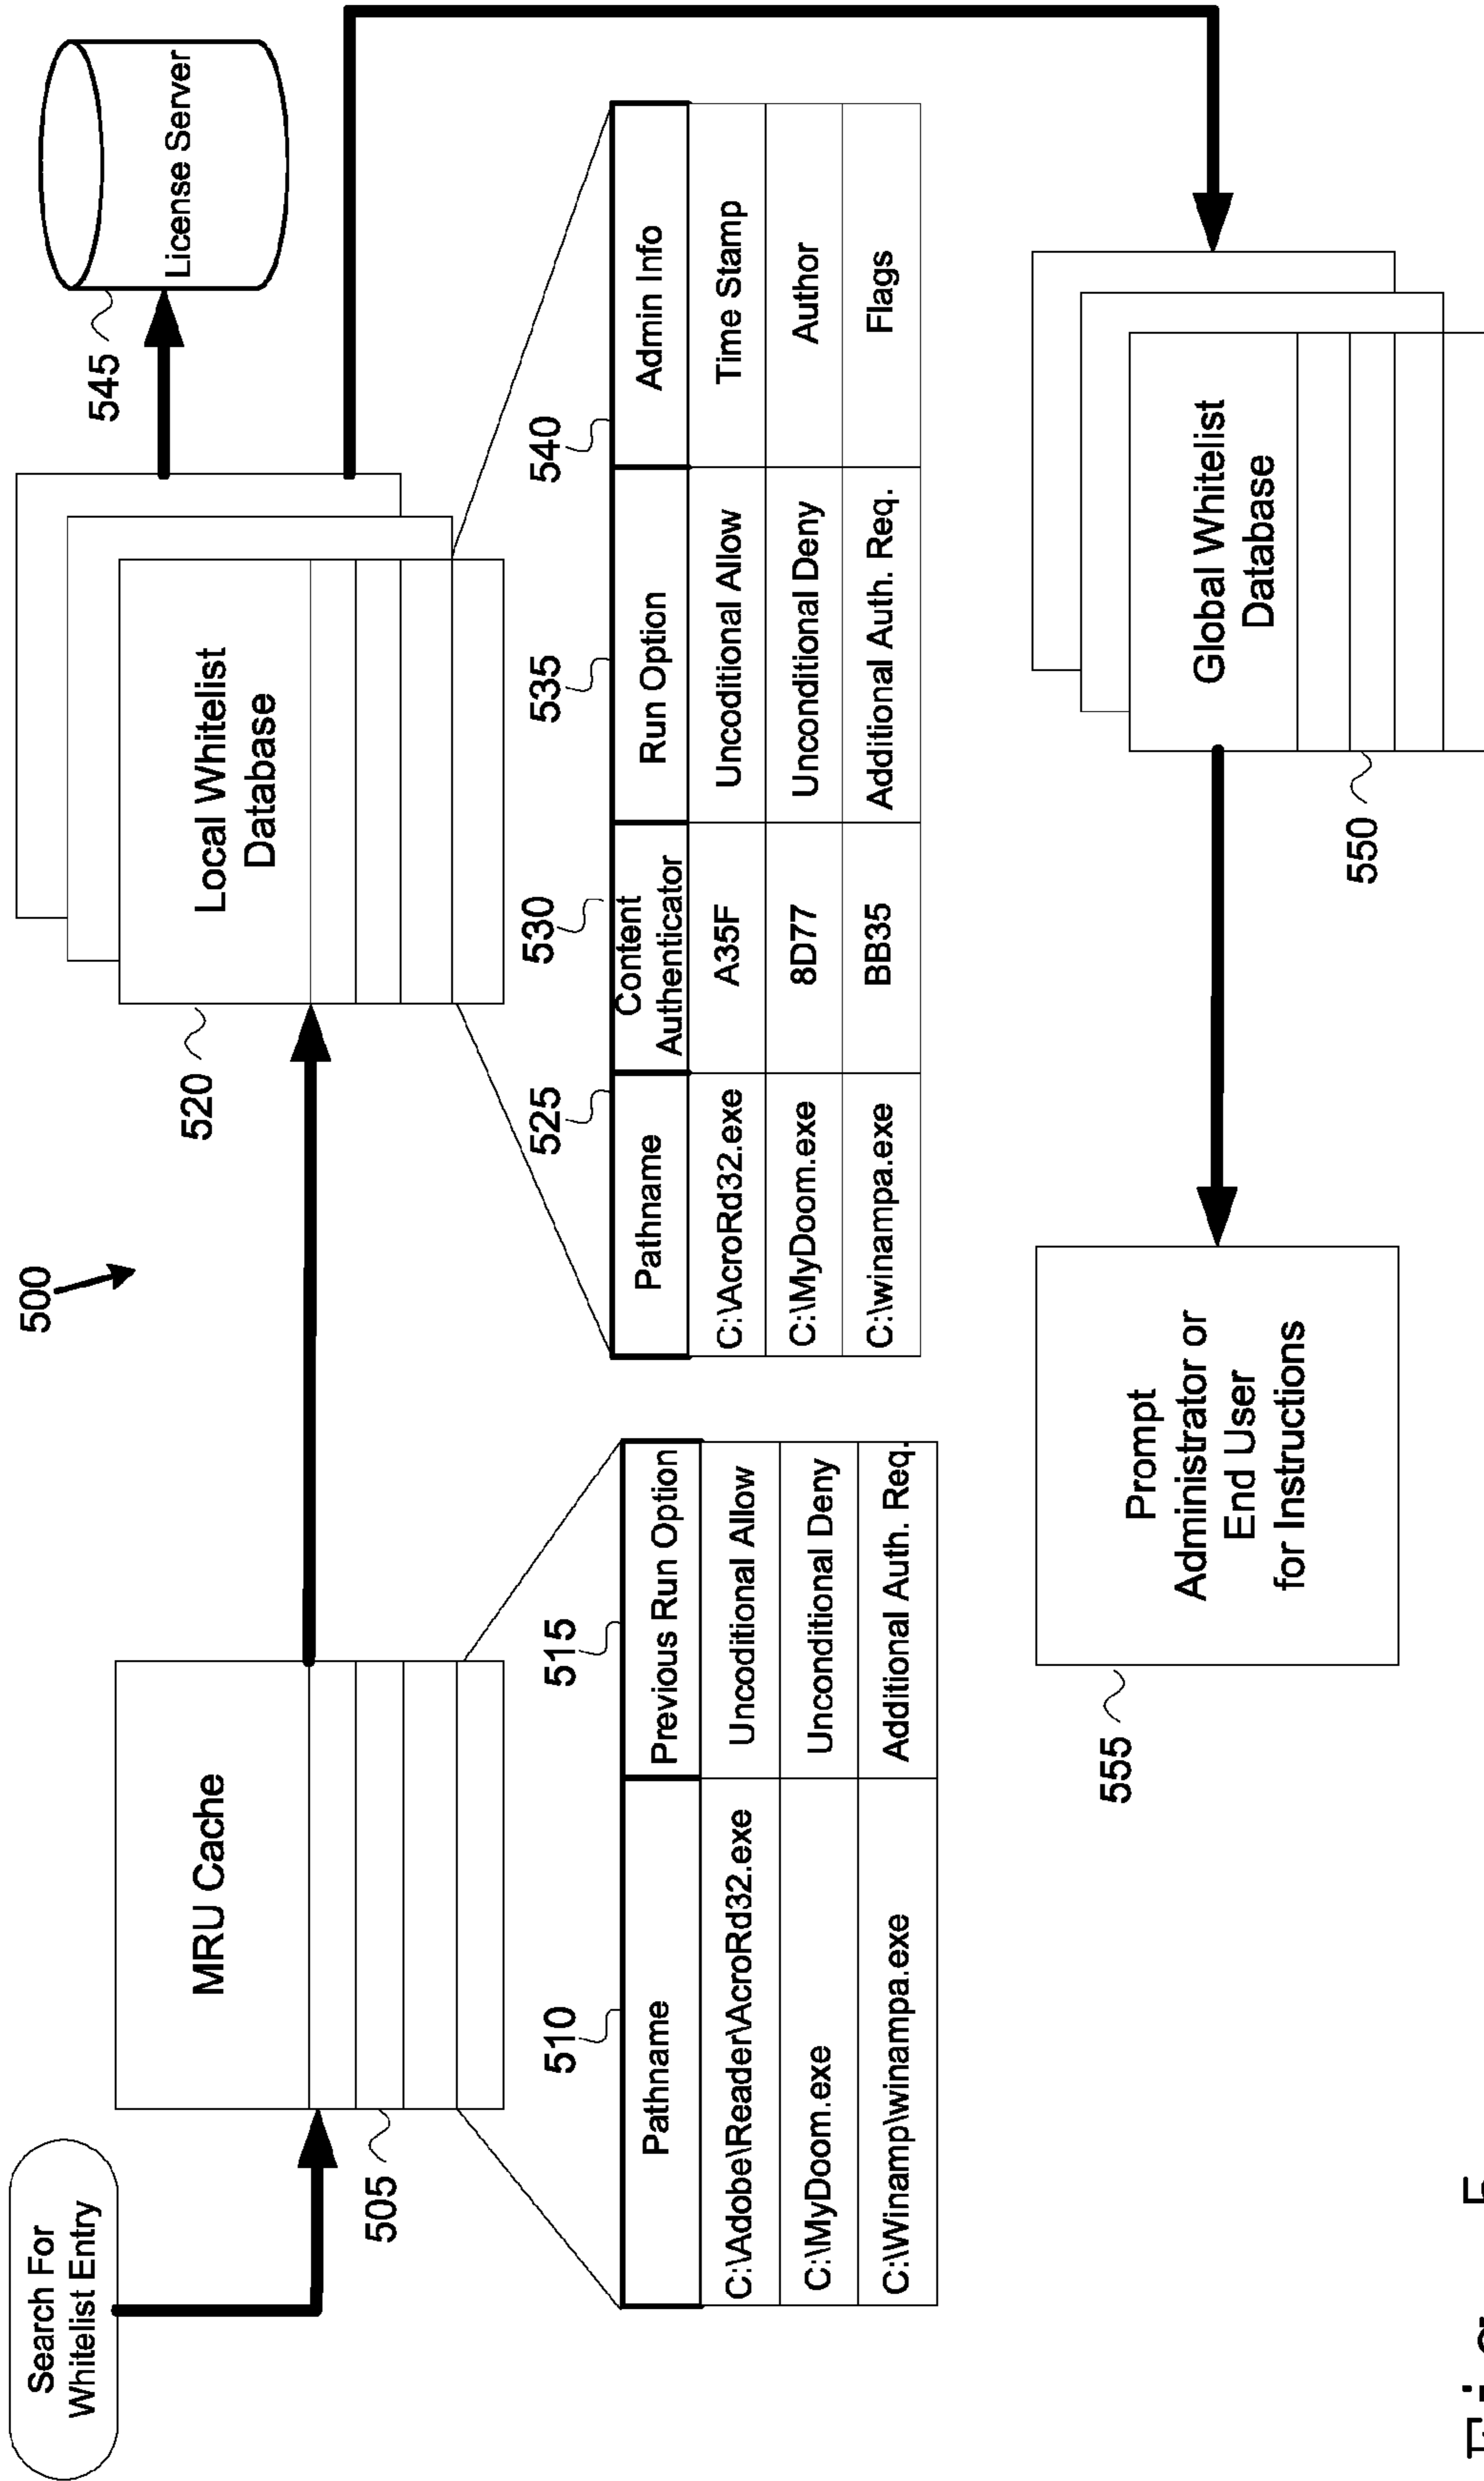 500
Search For
Whitelist Entry
MRU Cache
505
Local Whitelist
Database
520
License Server
545
510
515
Pathname
Previous Run Option
C:\Adobe\Reader\AcroRd32.exe
Uncoditional Allow
C:\MyDoom.exe
Unconditional Deny
C:\Winamp\winampa.exe
Additional Auth. Req.
525
530
535
540
Pathname
Content
Authenticator
Run Option
Admin Info
C:\AcroRd32.exe
A35F
Uncoditional Allow
Time Stamp
C:\MyDoom.exe
8D77
Unconditional Deny
Author
C:\winampa.exe
BB35
Additional Auth. Req.
Flags
555
Prompt
Administrator or
End User
for Instructions
Global Whitelist
Database
550